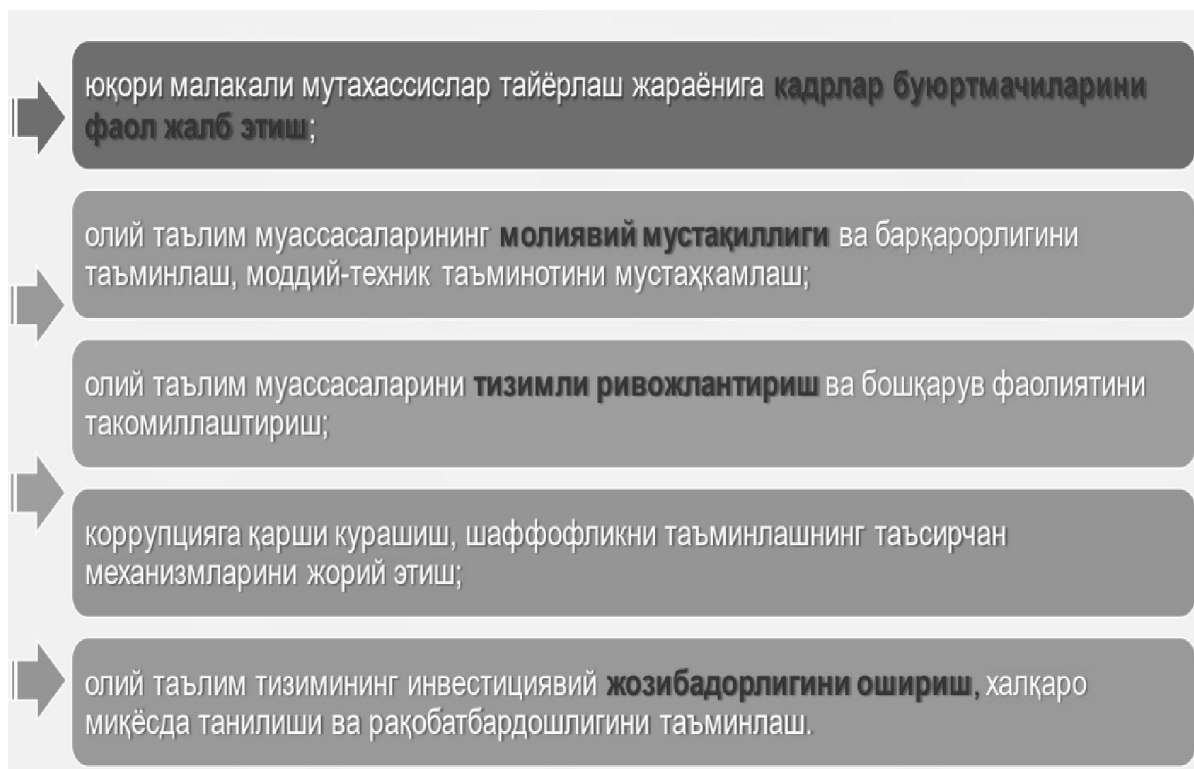 юқори малакали мутахассислар тайёрлаш жараёнига кадрлар буюртмачиларини
фаол жалб этиш;
олий таълим муассасаларининг молиявий мустақиллиги ва барқарорлигини
таъминлаш, моддий-техник таъминотини мустаҳкамлаш;
олий таълим муассасаларини тизимли ривожлантириш ва бошқарув фаолиятини
такомиллаштириш;
коррупцияга қарши курашиш, шаффофликни таъминлашнинг таъсирчан
механизмларини жорий этиш;
олий таълим тизимининг инвестициявий жозибадорлигини ошириш, халқаро
миқёсда танилиши ва рақобатбардошлигини таъминлаш.